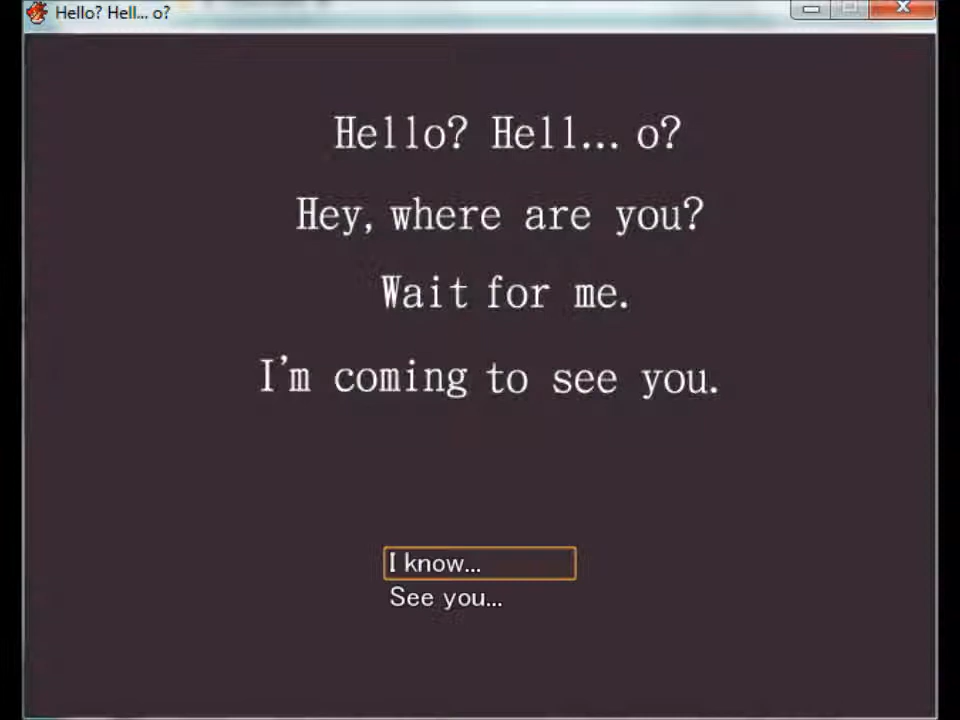 Hello? Hell... o?
Hello? Hell... o?
Hey, where are you?
Wait for me.
I'm coming to see you.
I know...
See you...